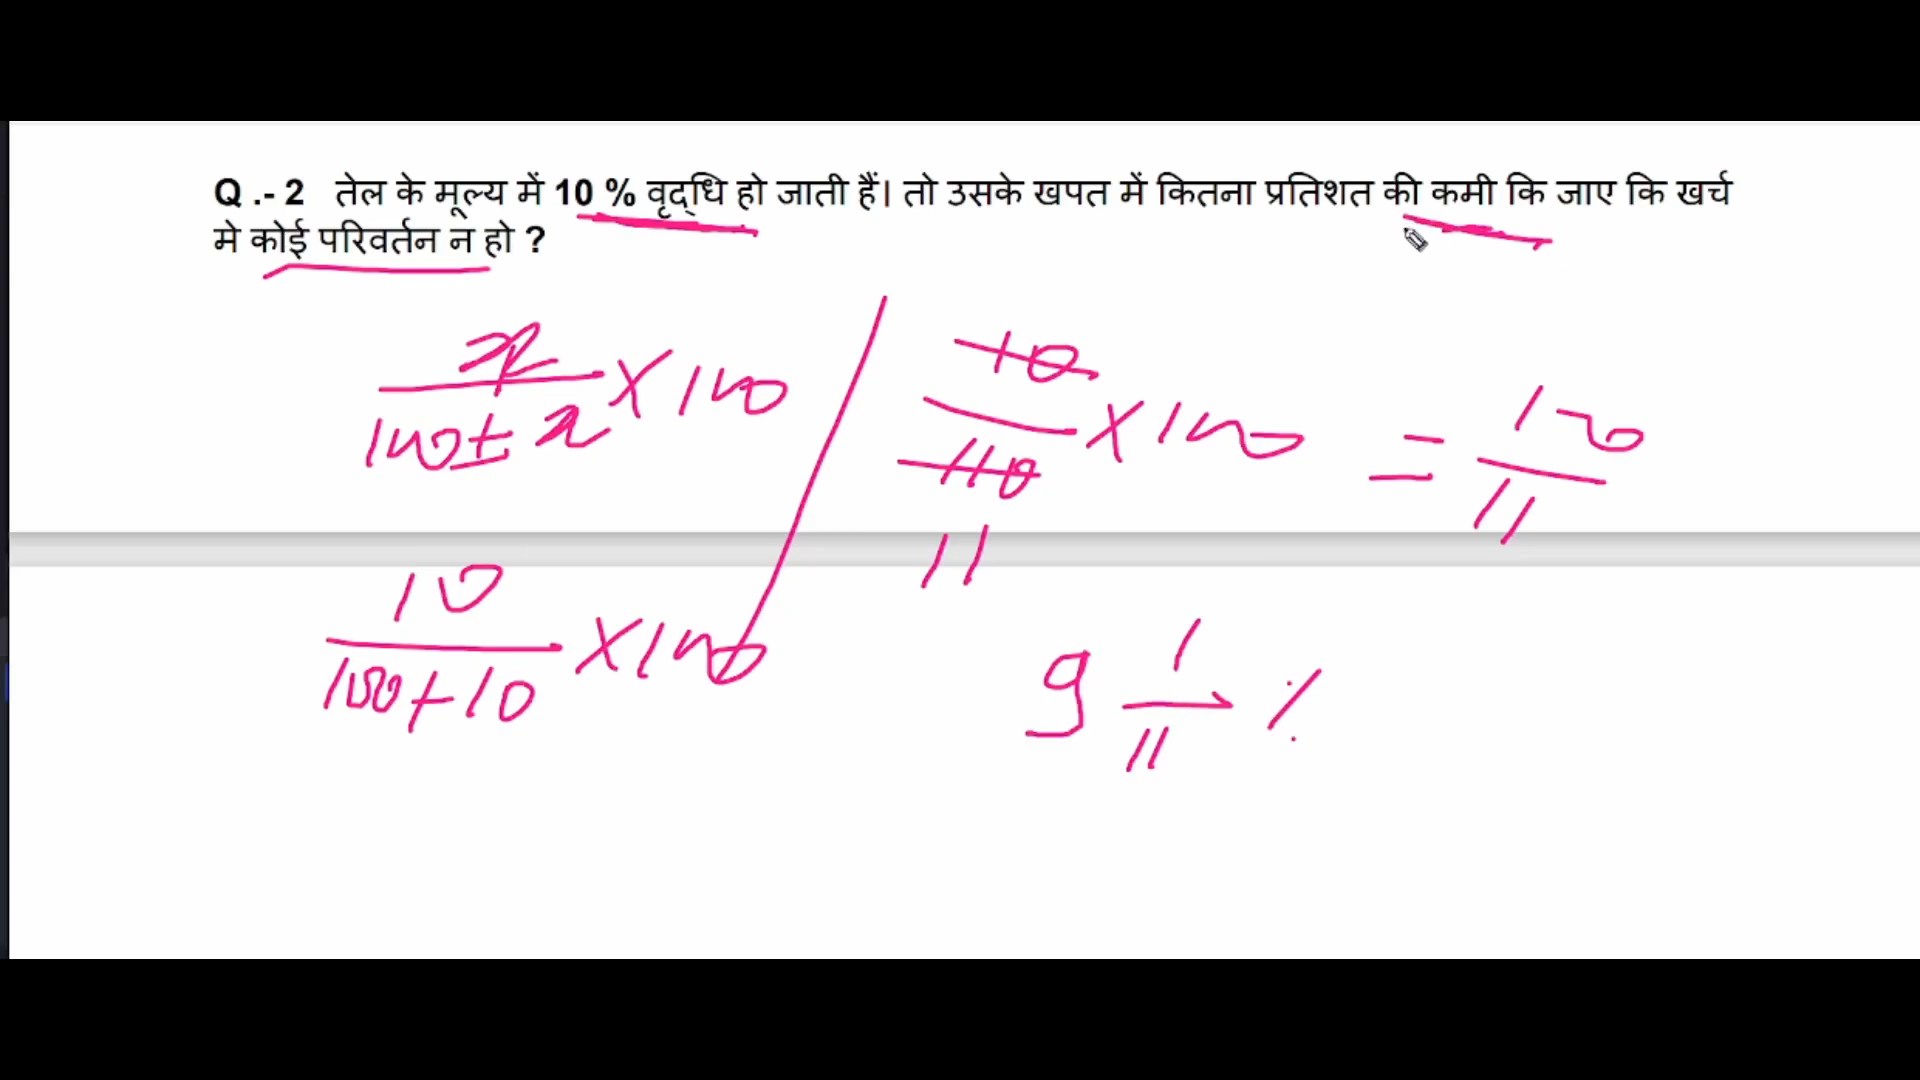 Q .- 2 तेल के मूल्य में 10 % वृद्धि हो जाती हैं। तो उसके खपत में कितना प्रतिशत की कमी कि जाए कि खर्च
मे कोई परिवर्तन न हो ?
x
100 ± x × 100
10
110 × 100 = 100
11 11
10
100+10 × 100
9 1/11 %